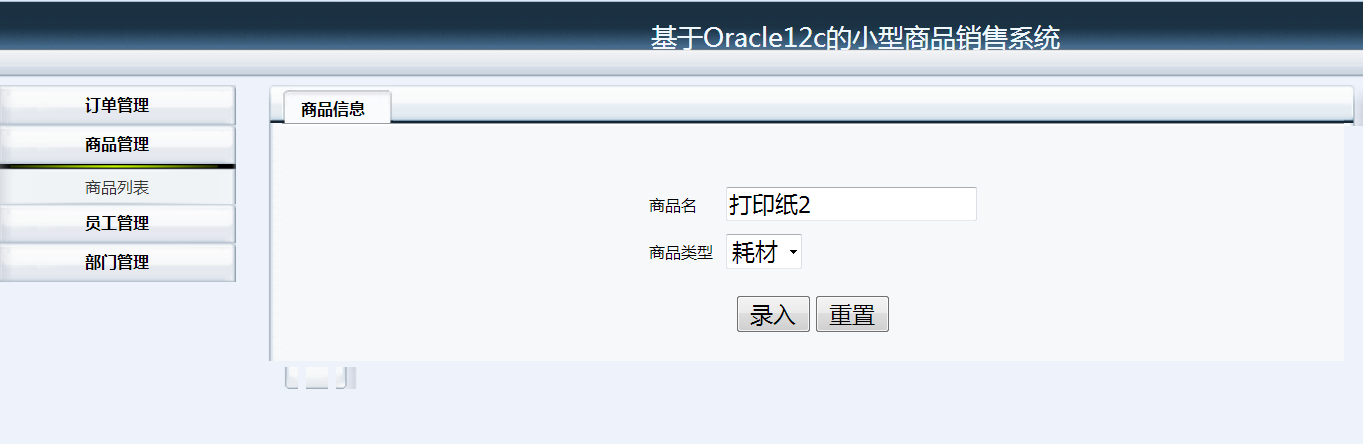 基于Oracle12c的小型商品销售系统
订单管理
商品管理
商品列表
员工管理
部门管理
商品信息
商品名 打印纸2
商品类型 耗材
录入 重置